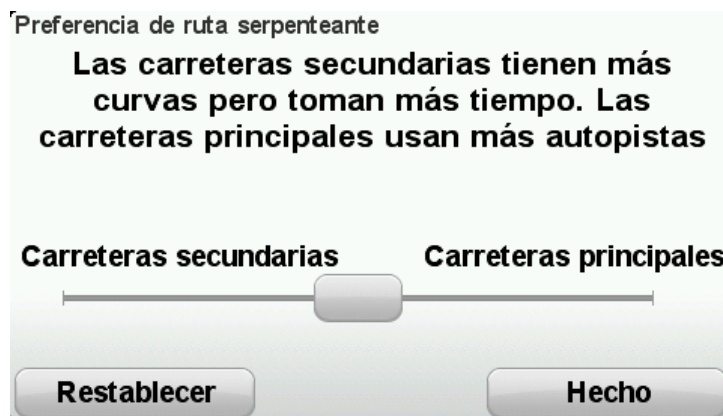 Preferencia de ruta serpenteante
Las carreteras secundarias tienen más
curvas pero toman más tiempo. Las
carreteras principales usan más autopistas
Carreteras secundarias
Carreteras principales
Restablecer
Hecho